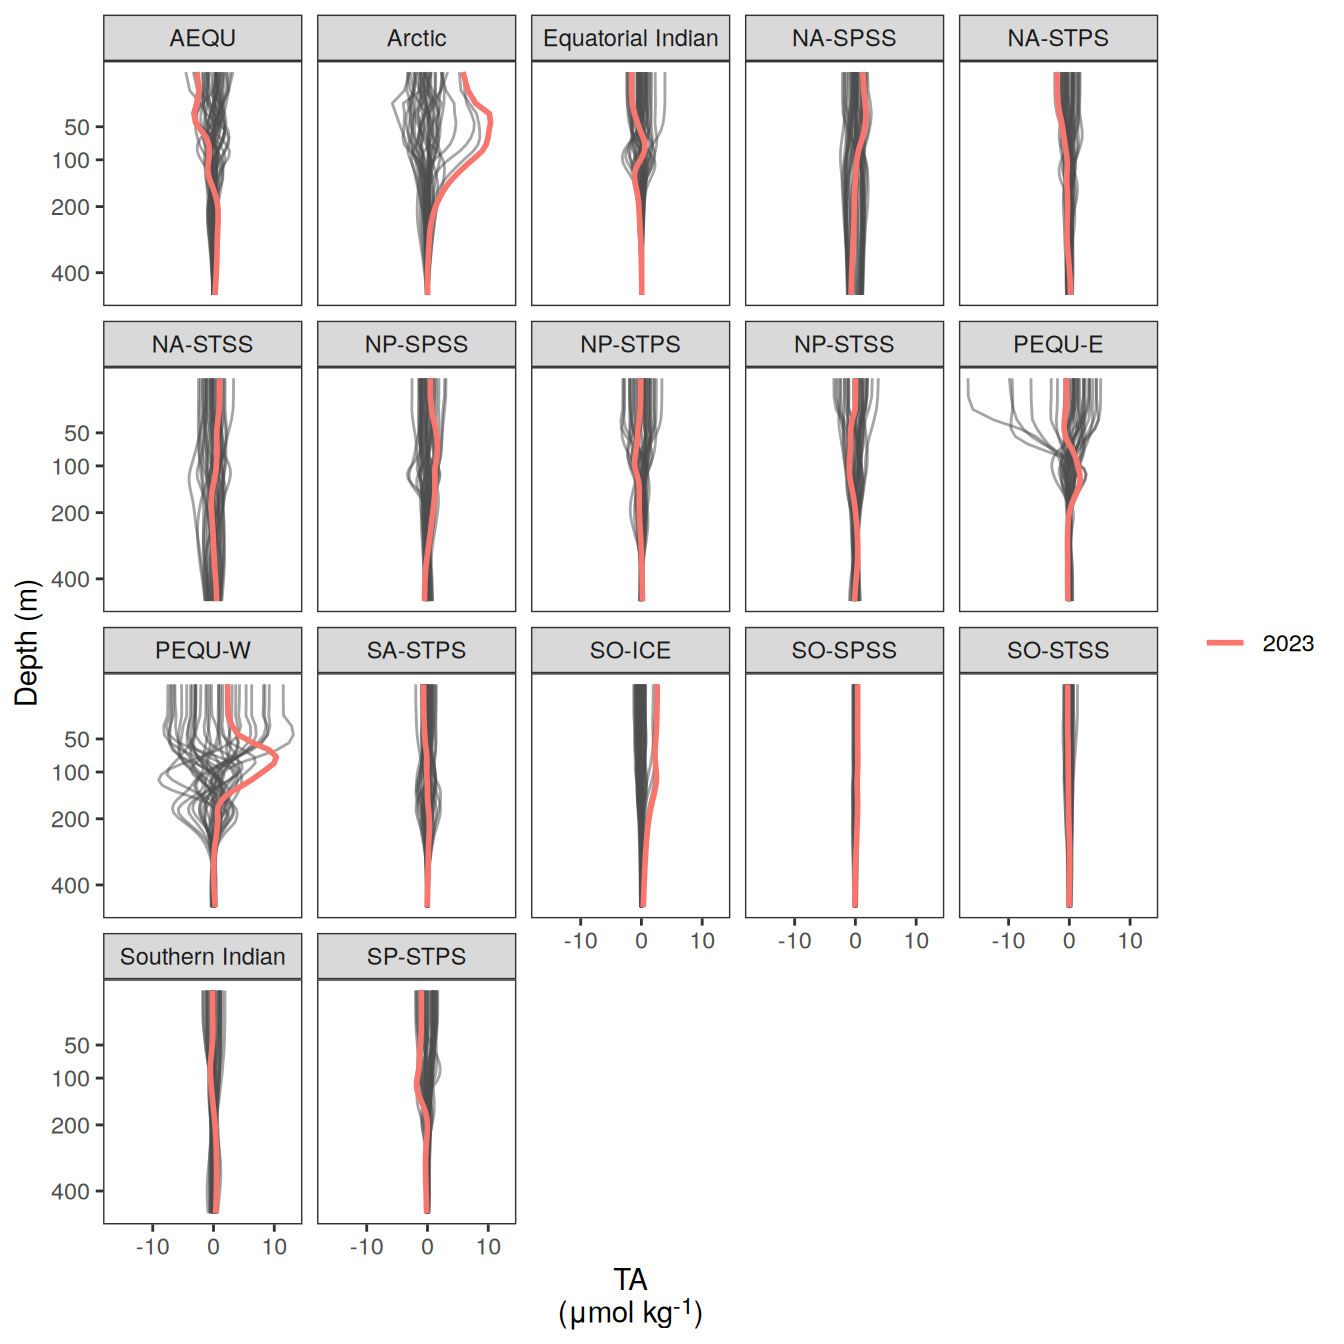 AEQU Arctic Equatorial Indian NA-SPSS NA-STPS
50
100
200
400
NA-STSS NP-SPSS NP-STPS NP-STSS PEQU-E
50
100
200
400
Depth (m)
2023
PEQU-W SA-STPS SO-ICE SO-SPSS SO-STSS
50
100
200
400
-10 0 10 -10 0 10 -10 0 10
Southern Indian SP-STPS
50
100
200
400
-10 0 10 -10 0 10
TA
(μmol kg⁻¹)